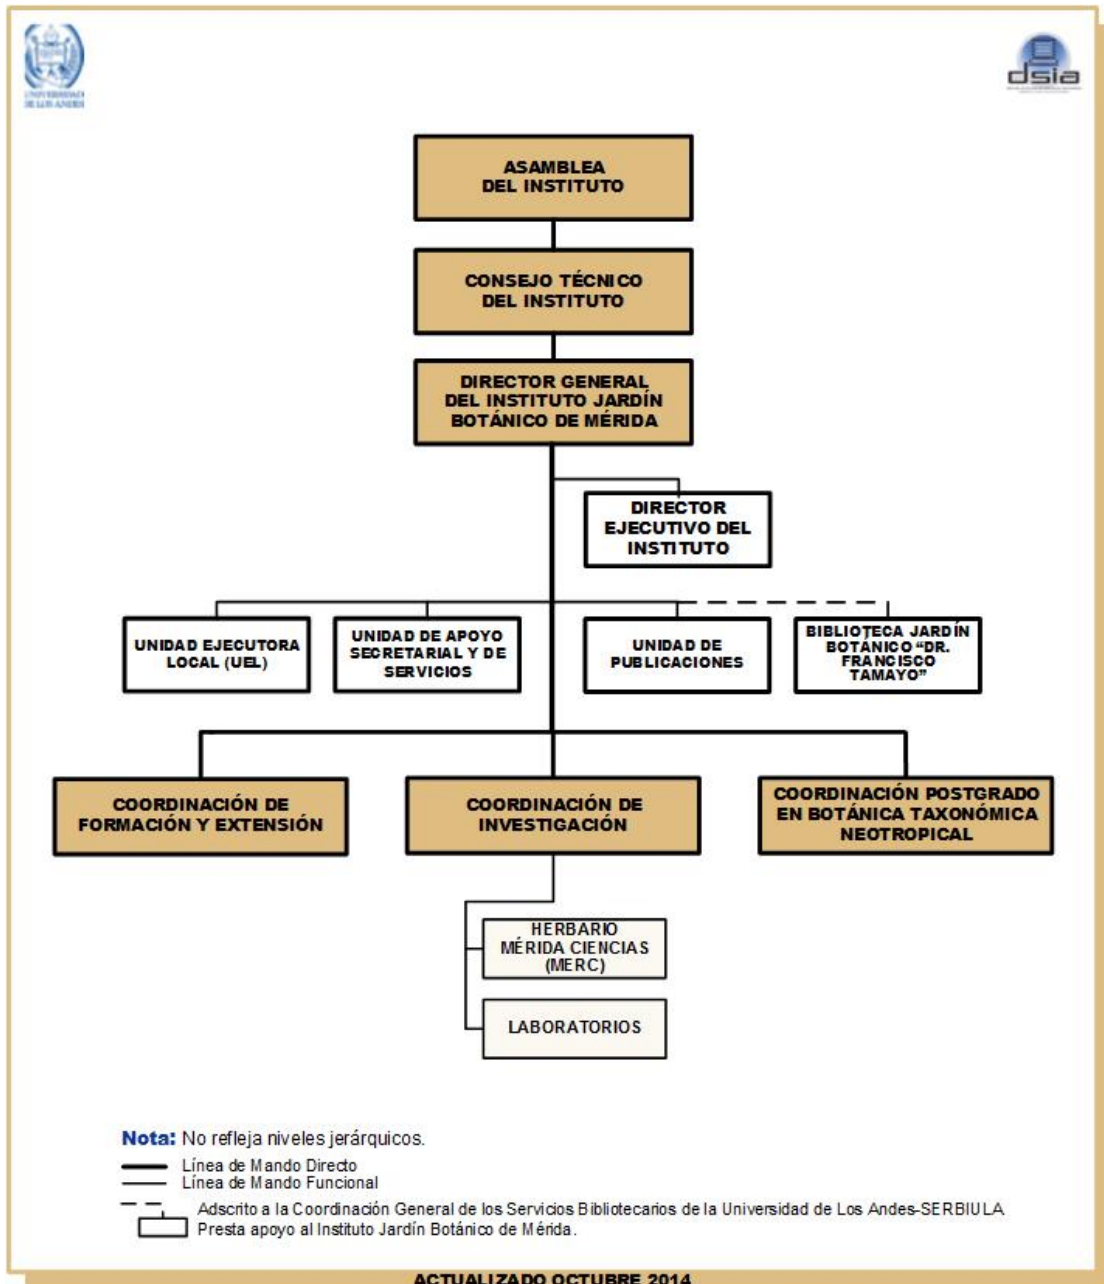 UNIVERSIDAD
DE LOS ANDES
dsia
ASAMBLEA
DEL INSTITUTO
CONSEJO TÉCNICO
DEL INSTITUTO
DIRECTOR GENERAL
DEL INSTITUTO JARDÍN
BOTÁNICO DE MÉRIDA
DIRECTOR
EJECUTIVO DEL
INSTITUTO
UNIDAD EJECUTORA
LOCAL (UEL)
UNIDAD DE APOYO
SECRETARIAL Y DE
SERVICIOS
UNIDAD DE
PUBLICACIONES
BIBLIOTECA JARDÍN
BOTÁNICO “DR.
FRANCISCO
TAMAYO”
COORDINACIÓN DE
FORMACIÓN Y EXTENSIÓN
COORDINACIÓN DE
INVESTIGACIÓN
COORDINACIÓN POSTGRADO
EN BOTÁNICA TAXONÓMICA
NEOTROPICAL
HERBARIO
MÉRIDA CIENCIAS
(MERC)
LABORATORIOS
Nota: No refleja niveles jerárquicos.
Línea de Mando Directo
Línea de Mando Funcional
Adscrito a la Coordinación General de los Servicios Bibliotecarios de la Universidad de Los Andes-SERBIULA
Presta apoyo al Instituto Jardín Botánico de Mérida.
ACTUALIZADO OCTUBRE 2014